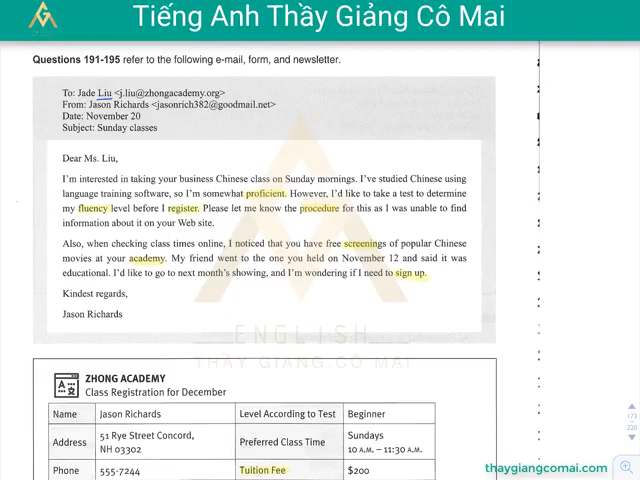 Tiếng Anh Thầy Giảng Cô Mai
Questions 191-195 refer to the following e-mail, form, and newsletter.
To: Jade Liu <j.liu@zhongacademy.org>
From: Jason Richards <jasonrich382@goodmail.net>
Date: November 20
Subject: Sunday classes
Dear Ms. Liu,
I'm interested in taking your business Chinese class on Sunday mornings. I've studied Chinese using
language training software, so I'm somewhat proficient. However, I'd like to take a test to determine
my fluency level before I register. Please let me know the procedure for this as I was unable to find
information about it on your Web site.
Also, when checking class times online, I noticed that you have free screenings of popular Chinese
movies at your academy. My friend went to the one you held on November 12 and said it was
educational. I'd like to go to next month's showing, and I'm wondering if I need to sign up.
Kindest regards,
Jason Richards
ENGLISH
THẦY GIẢNG.CÔ MAI
ZHONG ACADEMY
Class Registration for December
Name Jason Richards Level According to Test Beginner
Address 51 Rye Street Concord, NH 03302 Preferred Class Time Sundays 10 A.M. – 11:30 A.M.
Phone 555-7244 Tuition Fee $200
173
220
thaygiangcomai.com